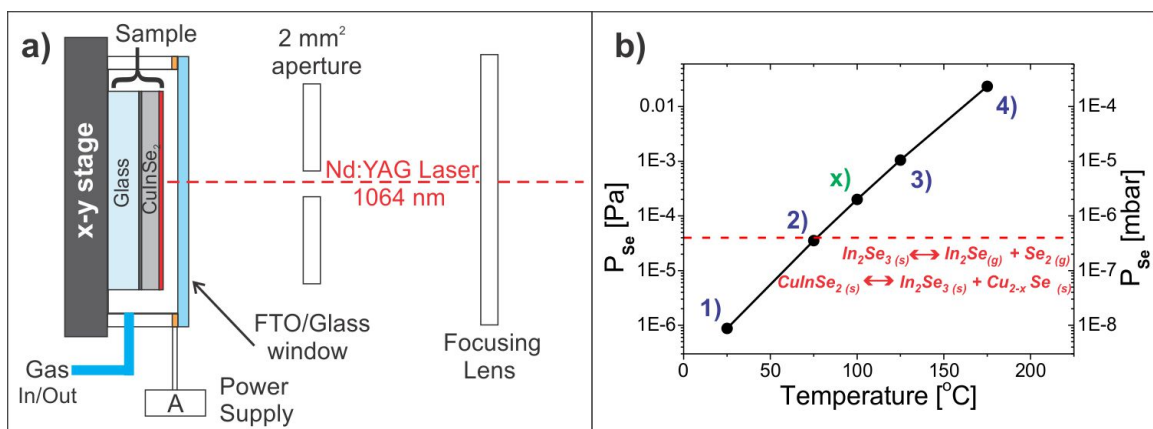 a)
Sample
2 mm²
aperture
x-y stage
Glass
CuInSe₂
Nd:YAG Laser
1064 nm
FTO/Glass
window
Focusing
Lens
Gas
In/Out
A
Power
Supply
b)
P_Se [Pa]
0.01
1E-3
1E-4
1E-5
1E-6
1)
2)
x)
3)
4)
In₂Se₃ (s) ⟷ In₂Se(g) + Se₂ (g)
CuInSe₂ (s) ⟷ In₂Se₃ (s) + Cu₂₋ₓ Se (s)
1E-4
1E-5
1E-6
1E-7
1E-8
P_Se [mbar]
0 50 100 150 200
Temperature [°C]